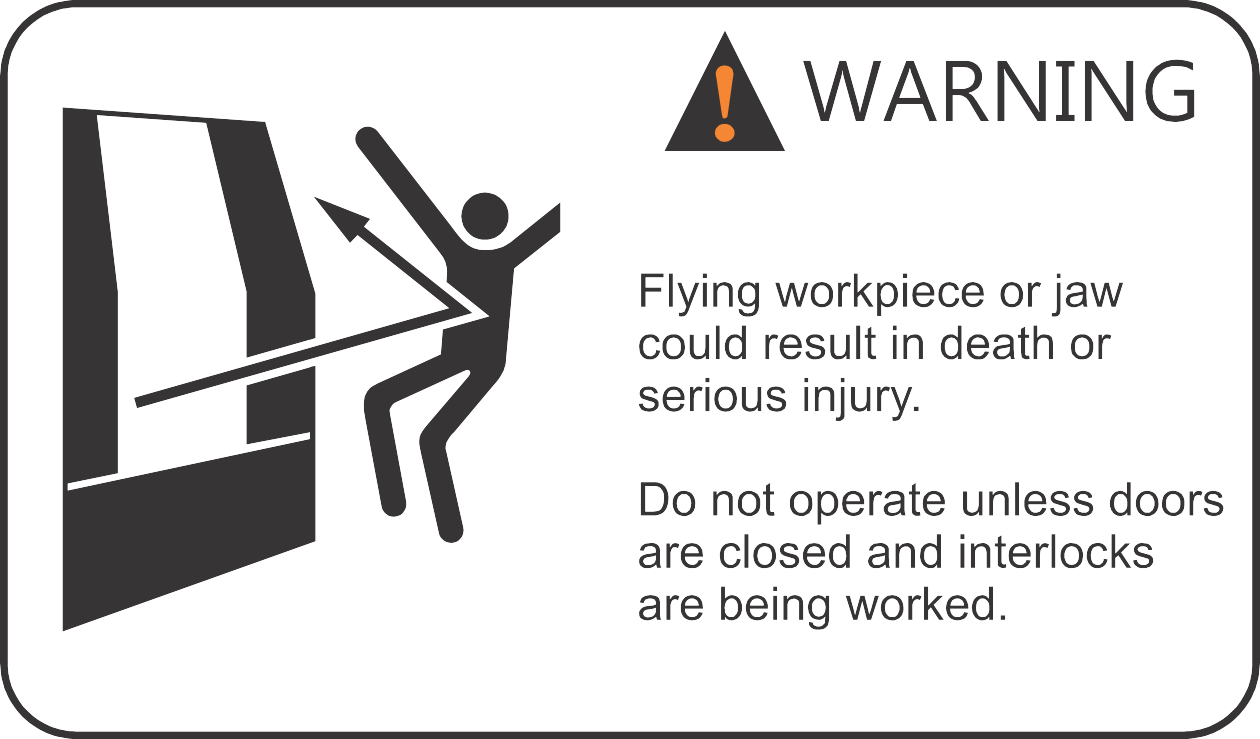 WARNING
Flying workpiece or jaw
could result in death or
serious injury.
Do not operate unless doors
are closed and interlocks
are being worked.